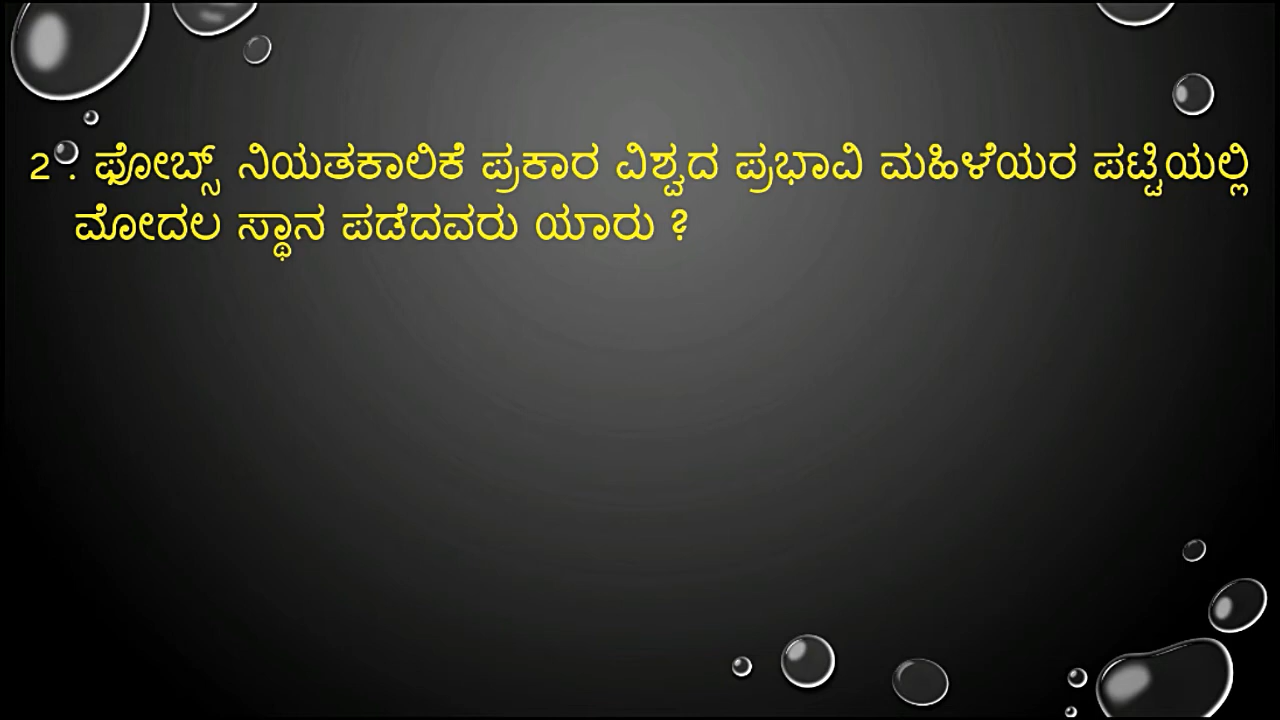 2 . ಫೋಬ್ಸ್ ನಿಯತಕಾಲಿಕೆ ಪ್ರಕಾರ ವಿಶ್ವದ ಪ್ರಭಾವಿ ಮಹಿಳೆಯರ ಪಟ್ಟಿಯಲ್ಲಿ
ಮೋದಲ ಸ್ಥಾನ ಪಡೆದವರು ಯಾರು ?